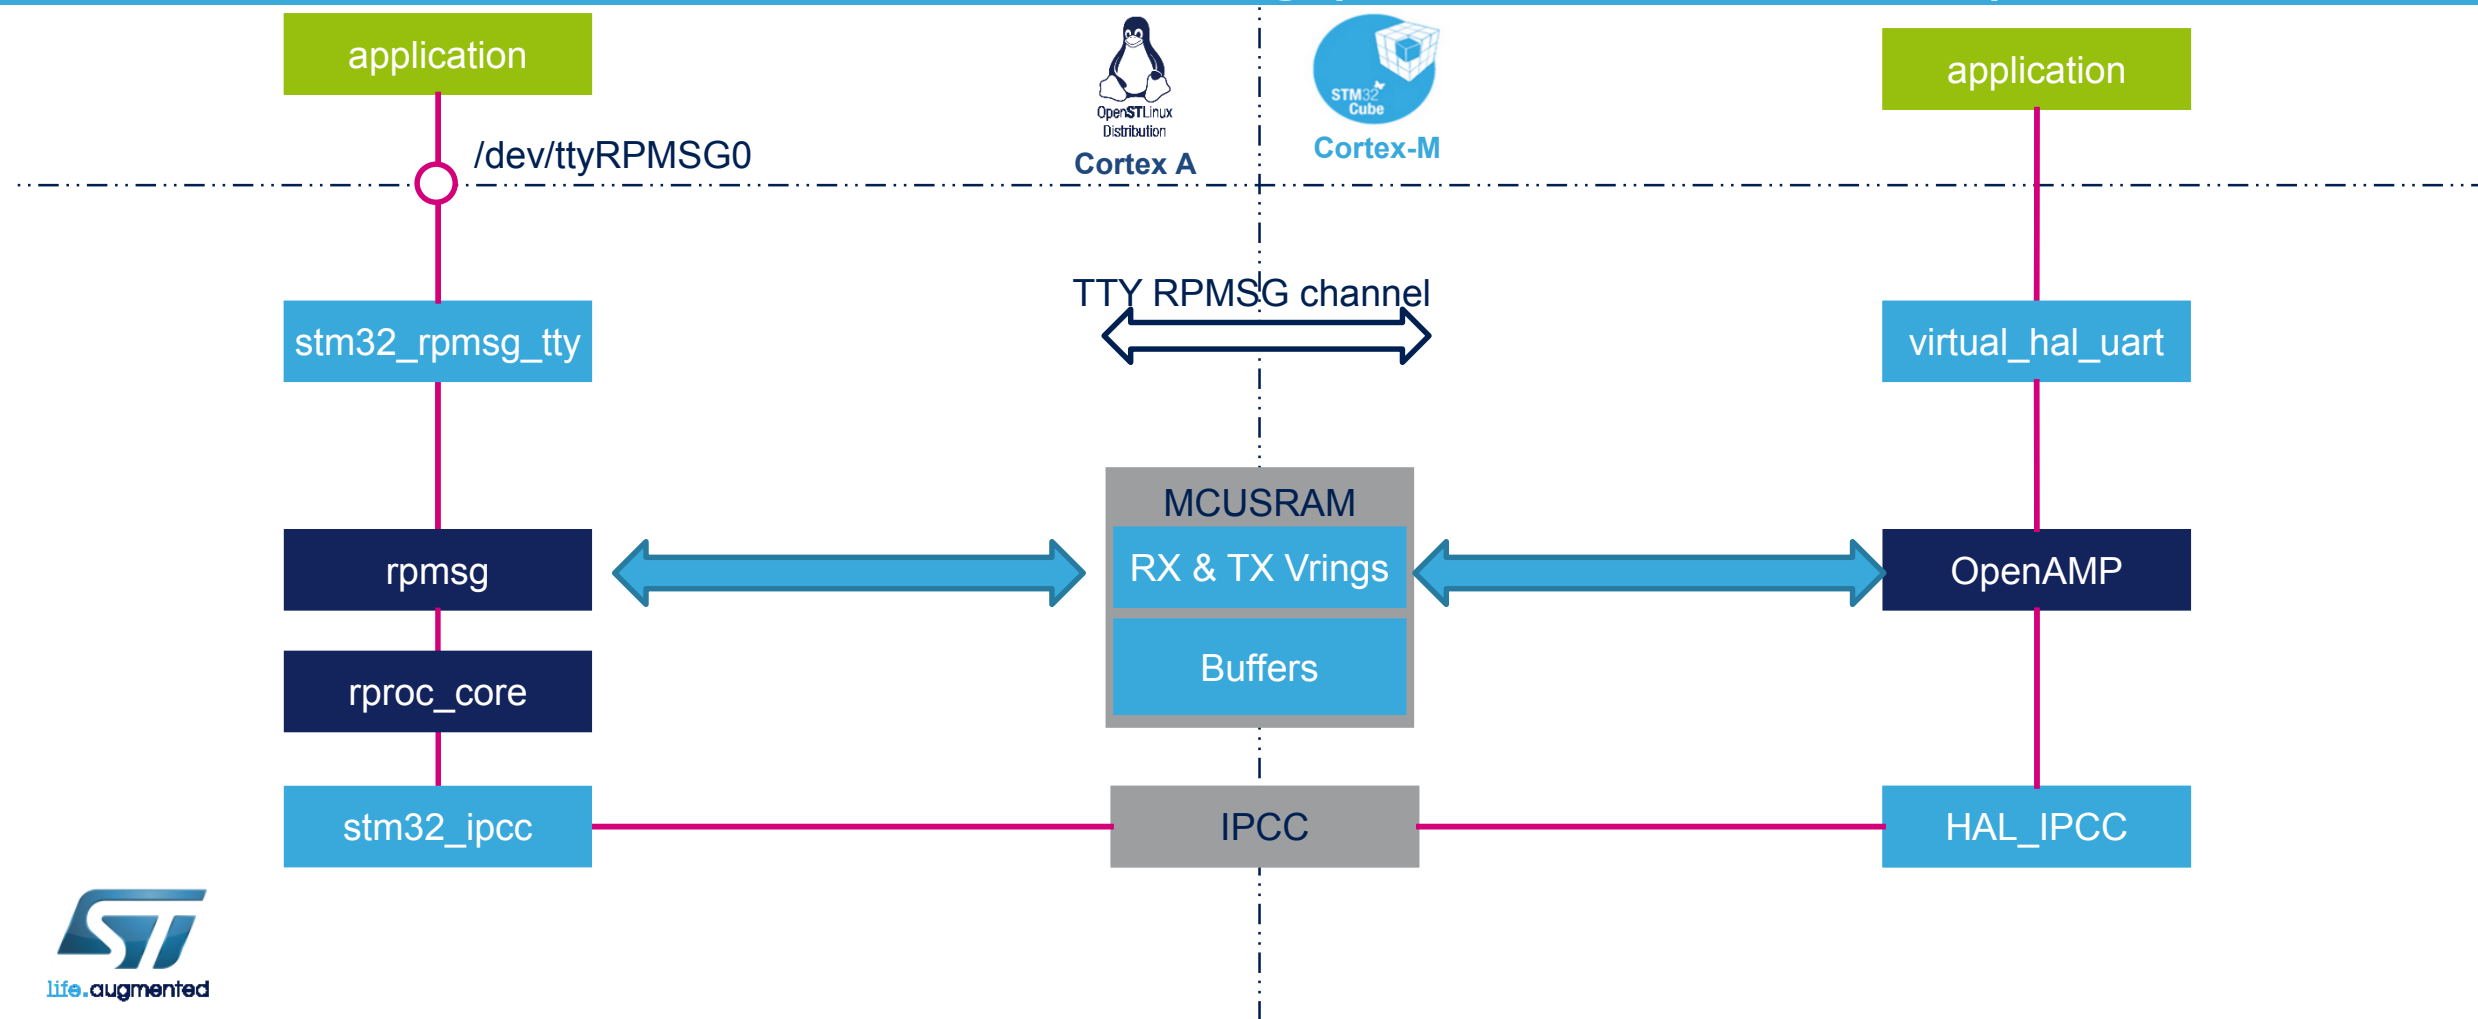 application
OpenSTLinux
Distribution
Cortex A
STM32
Cube
Cortex-M
application
/dev/ttyRPMSG0
TTY RPMSG channel
stm32_rpmsg_tty
virtual_hal_uart
MCUSRAM
rpmsg
RX & TX Vrings
OpenAMP
rproc_core
Buffers
stm32_ipcc
IPCC
HAL_IPCC
ST
life.augmented